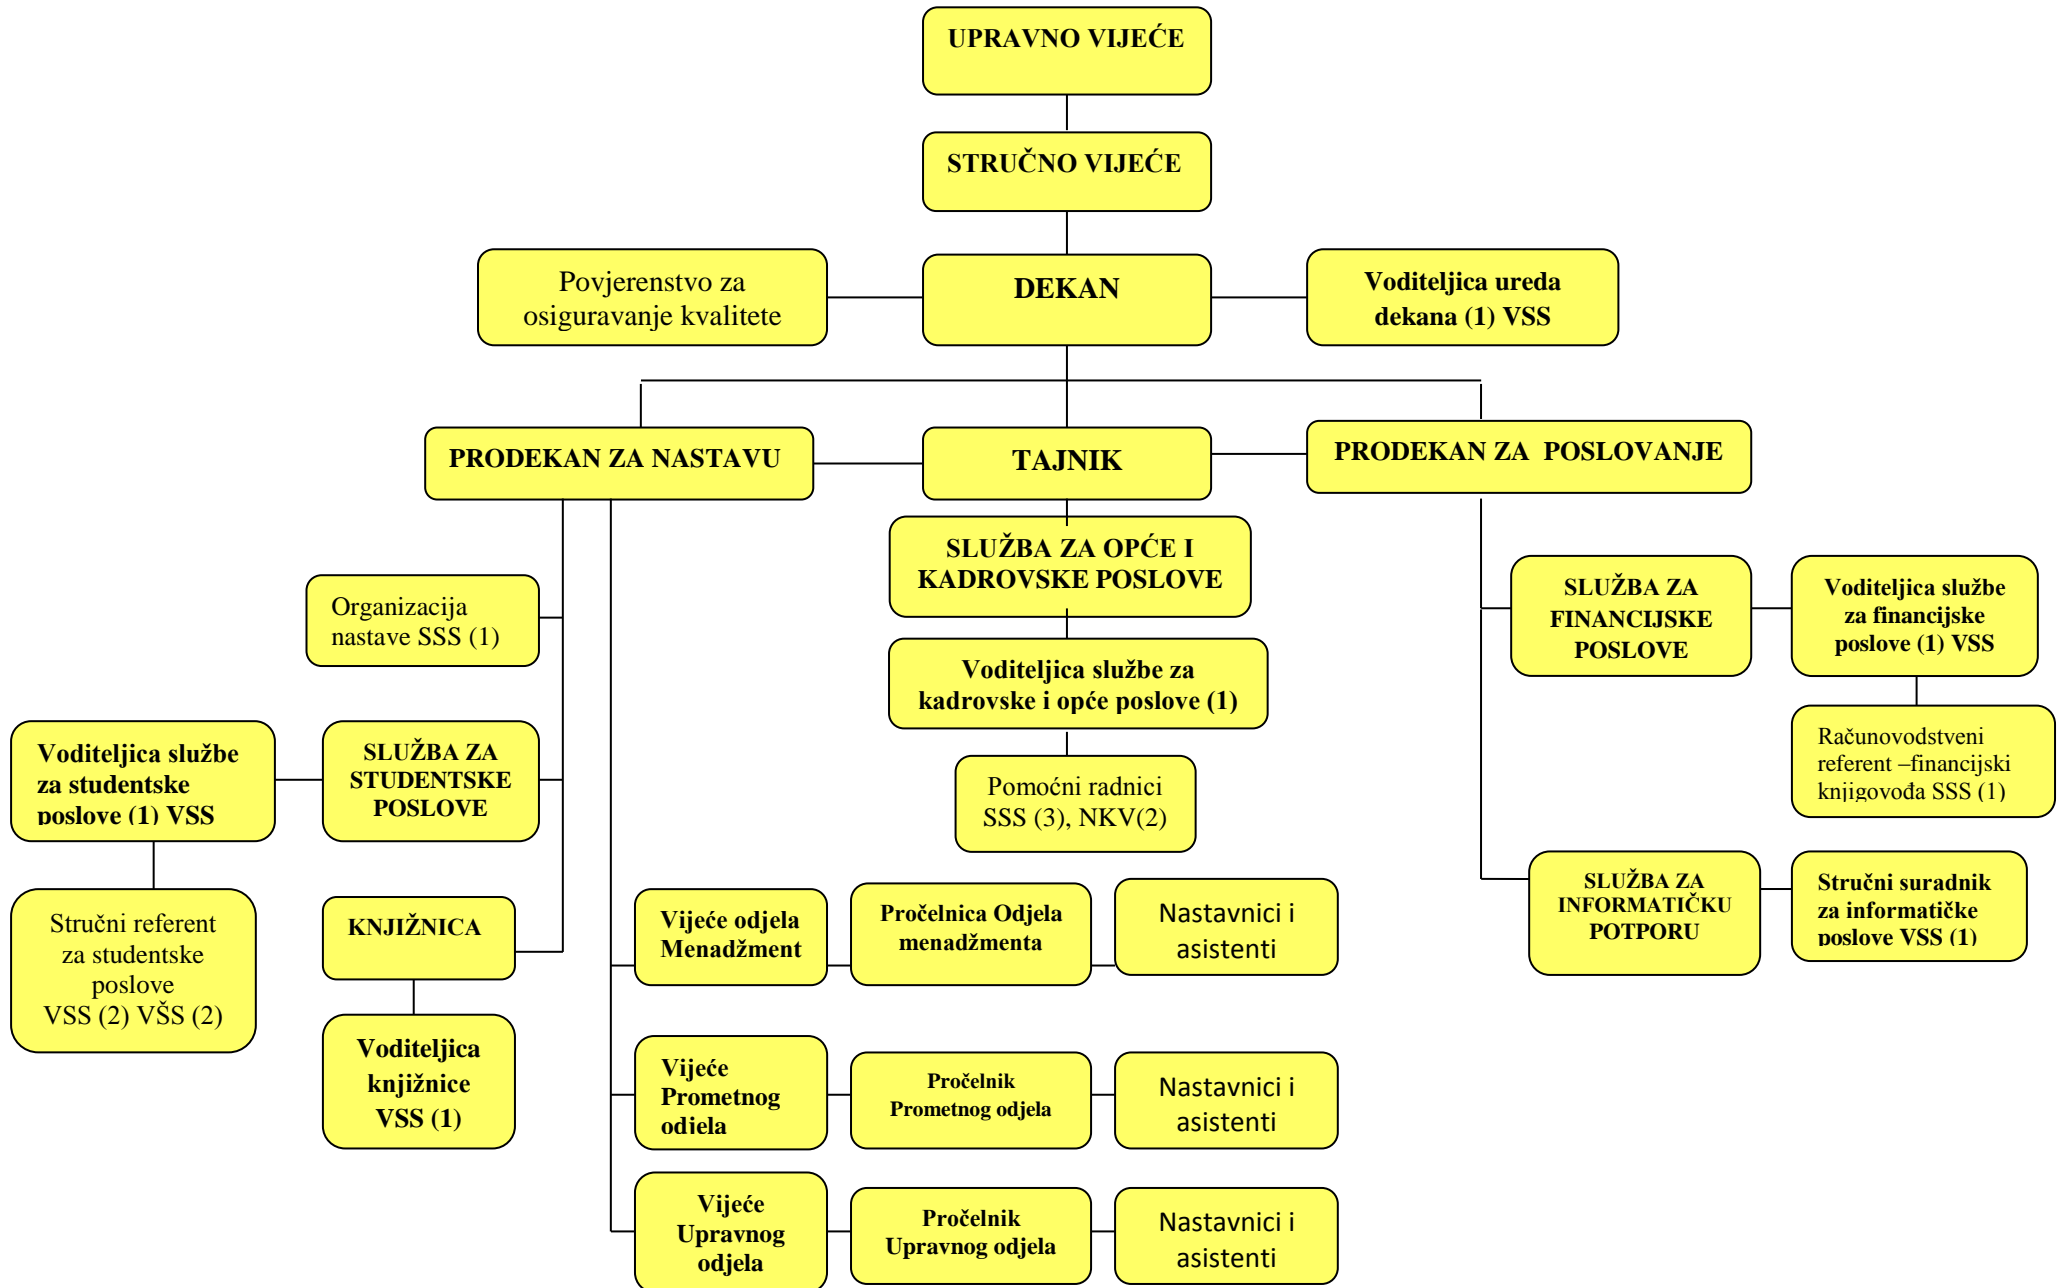 UPRAVNO VIJEĆE
STRUČNO VIJEĆE
Povjerenstvo za
osiguravanje kvalitete
DEKAN
Voditeljica ureda
dekana (1) VSS
PRODEKAN ZA NASTAVU
TAJNIK
PRODEKAN ZA POSLOVANJE
SLUŽBA ZA OPĆE I
KADROVSKE POSLOVE
Organizacija
nastave SSS (1)
SLUŽBA ZA
FINANCIJSKE
POSLOVE
Voditeljica službe
za financijske
poslove (1) VSS
Voditeljica službe za
kadrovske i opće poslove (1)
Voditeljica službe
za studentske
poslove (1) VSS
SLUŽBA ZA
STUDENTSKE
POSLOVE
Pomoćni radnici
SSS (3), NKV(2)
Računovodstveni
referent –financijski
knjigovođa SSS (1)
Stručni referent
za studentske
poslove
VSS (2) VŠS (2)
KNJIŽNICA
Voditeljica
knjižnice
VSS (1)
Vijeće odjela
Menadžment
Pročelnica Odjela
menadžmenta
Nastavnici i
asistenti
SLUŽBA ZA
INFORMATIČKU
POTPORU
Stručni suradnik
za informatičke
poslove VSS (1)
Vijeće
Prometnog
odjela
Pročelnik
Prometnog odjela
Nastavnici i
asistenti
Vijeće
Upravnog
odjela
Pročelnik
Upravnog odjela
Nastavnici i
asistenti